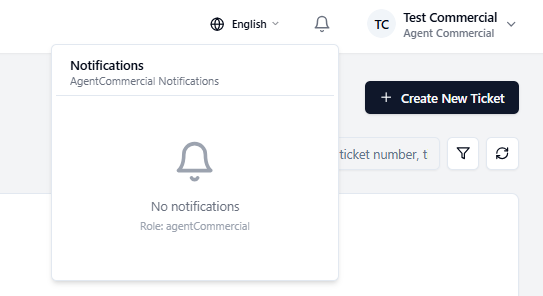 English
TC
Test Commercial
Agent Commercial
Notifications
AgentCommercial Notifications
Create New Ticket
ticket number, t
No notifications
Role: agentCommercial